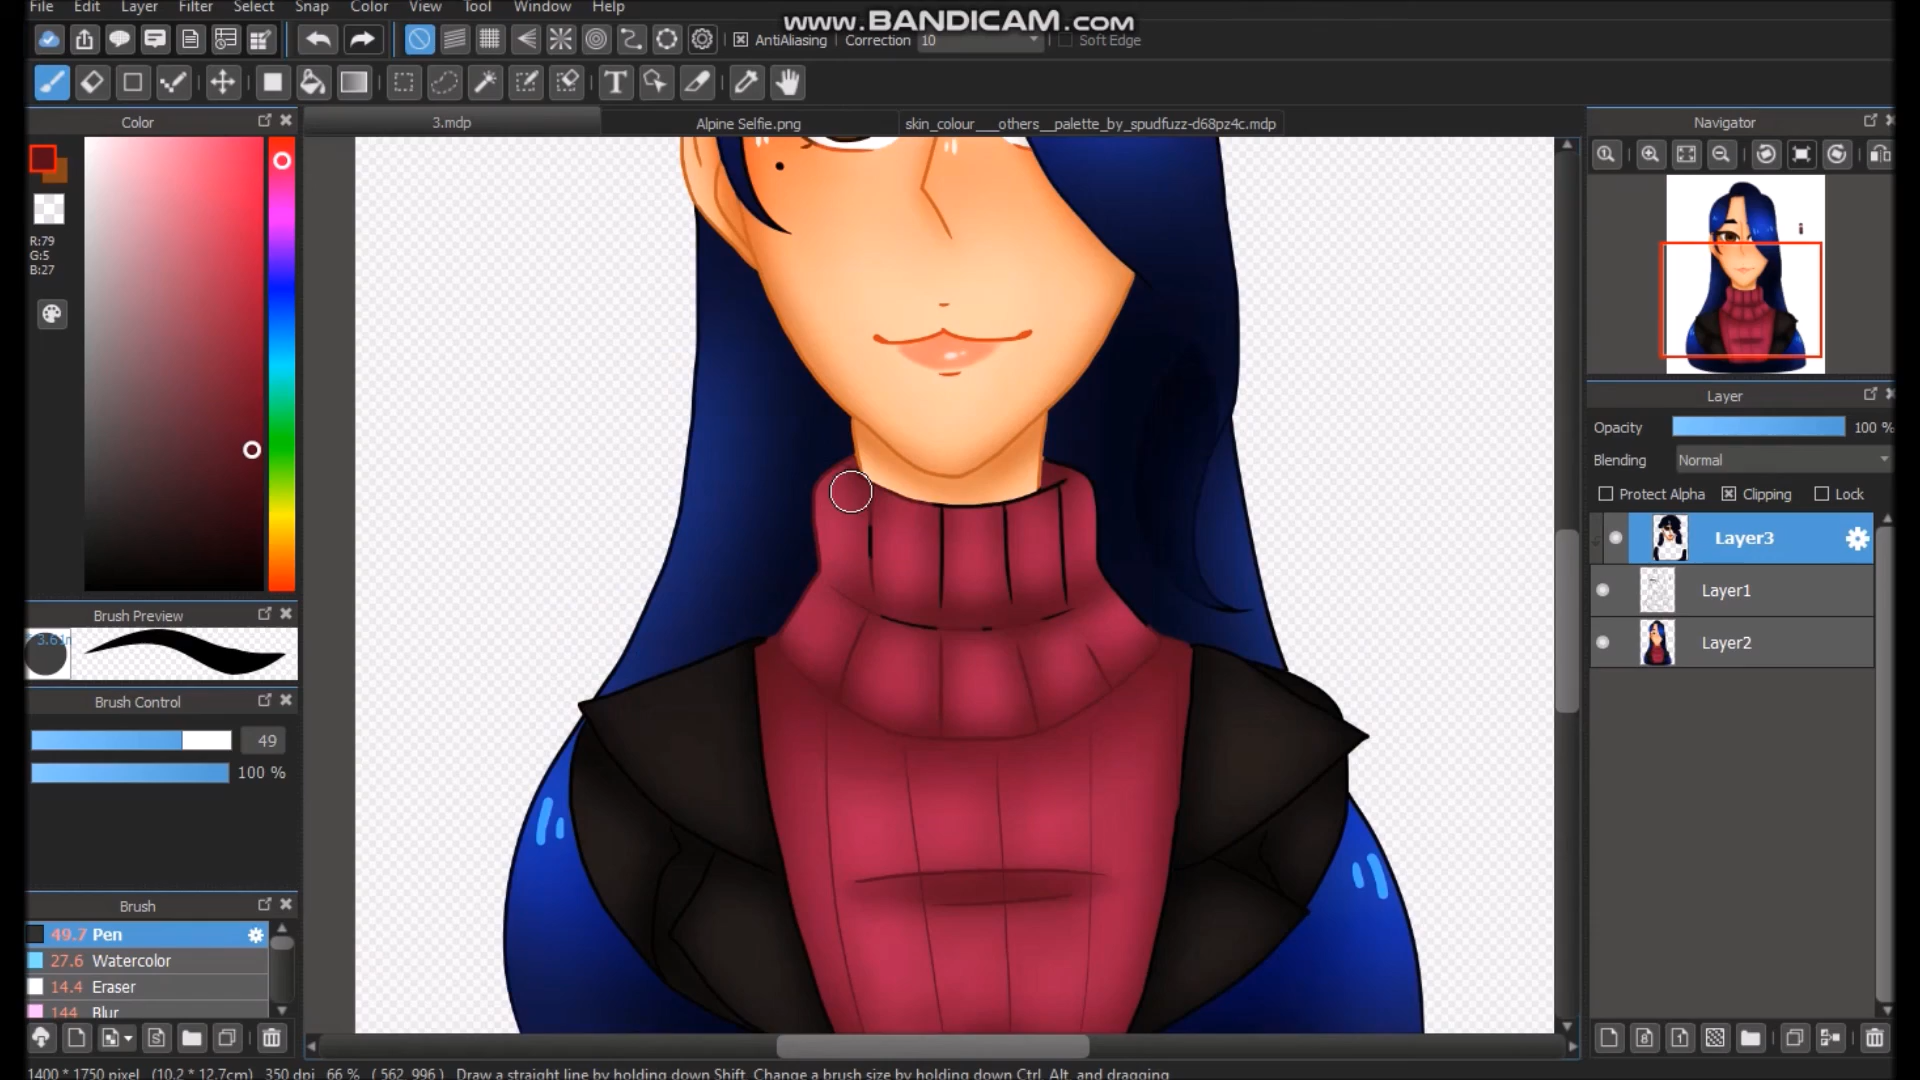 File Edit Layer Filter Select Snap Color View Tool Window Help
www.BANDICAM.com
AntiAliasing Correction 10 Soft Edge
T
Color
3.mdp
Alpine Selfie.png
skin_colour___others__palette_by_spudfuzz-d68pz4c.mdp
Navigator
R:79
G:5
B:27
Layer
Opacity 100 %
Blending Normal
Protect Alpha Clipping Lock
Layer3
Layer1
Layer2
Brush Preview
Brush Control
49
100 %
Brush
49.7 Pen
27.6 Watercolor
14.4 Eraser
144 Blur
1400 * 1750 pixel (10.2 * 12.7cm) 350 dpi 66 % ( 562, 996 ) Draw a straight line by holding down Shift, Change a brush size by holding down Ctrl, Alt, and dragging